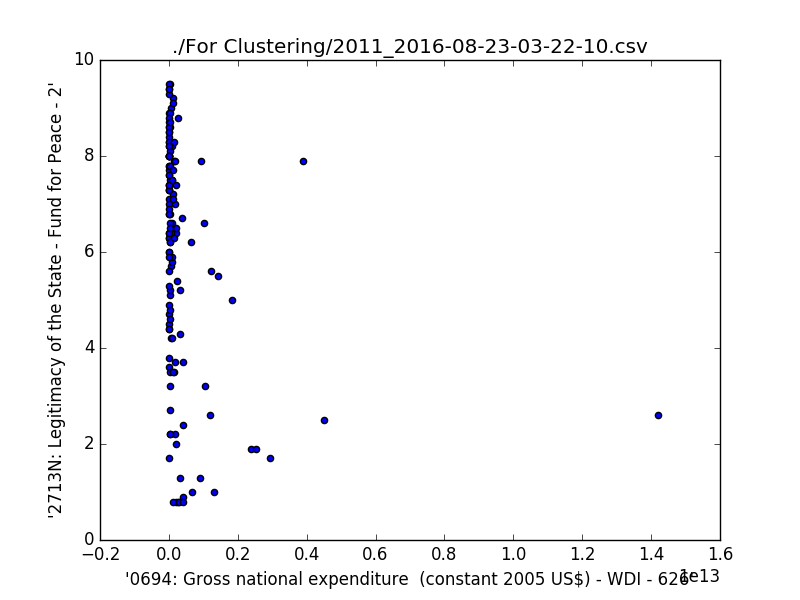 ./For Clustering/2011_2016-08-23-03-22-10.csv
'2713N: Legitimacy of the State - Fund for Peace - 2'
10
8
6
4
2
0
−0.2 0.0 0.2 0.4 0.6 0.8 1.0 1.2 1.4 1.6
1e13
'0694: Gross national expenditure (constant 2005 US$) - WDI - 626'